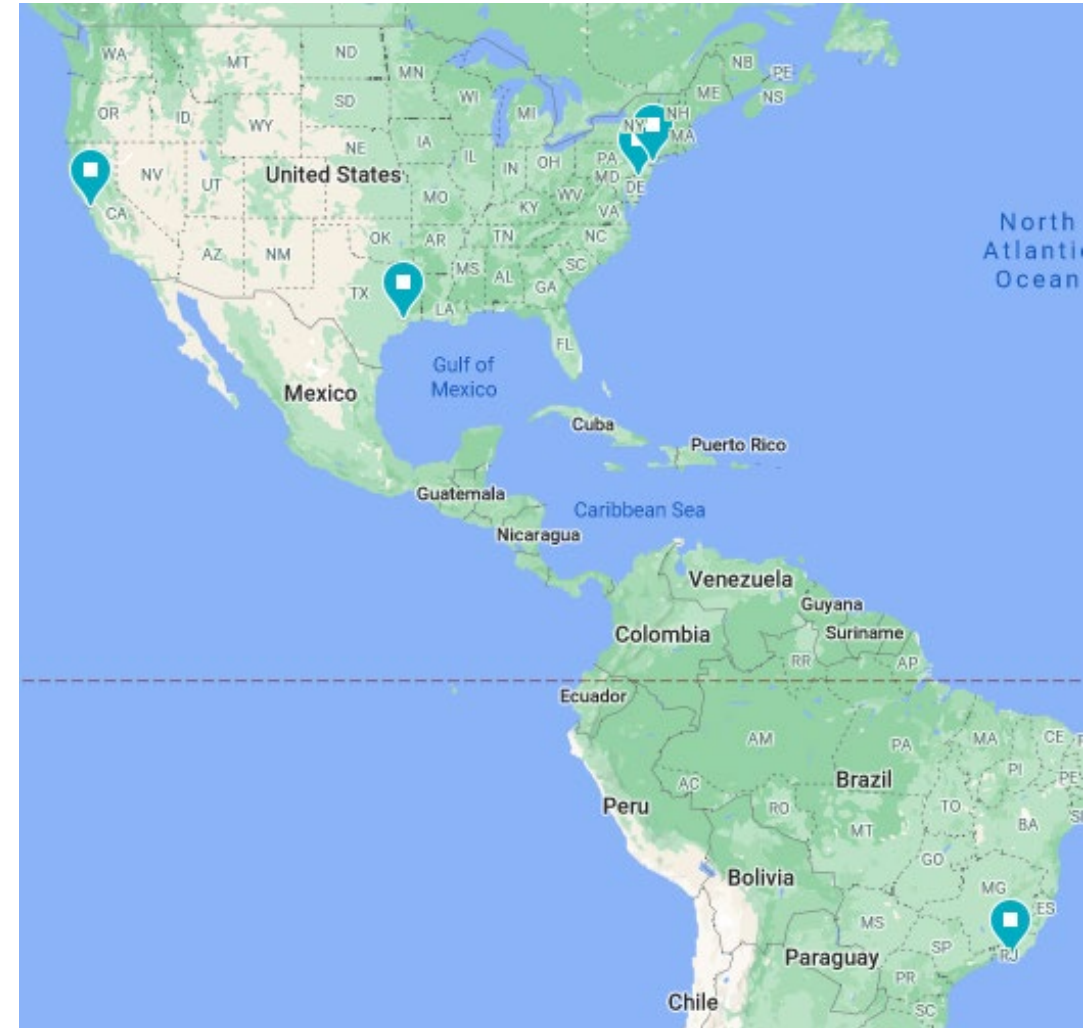 WA
MT
ND
MN
NB
PE
OR
ID
SD
WI
MI
ME
NS
WY
NY
NH
NE
IA
MA
NV
UT
United States
IL
IN
OH
PA
MD
DE
CA
MO
KY
WV
VA
AZ
NM
OK
AR
TN
NC
North
Atlantic
Ocean
TX
MS
AL
SC
GA
LA
FL
Gulf of
Mexico
Mexico
Cuba
Puerto Rico
Guatemala
Caribbean Sea
Nicaragua
Venezuela
Guyana
Colombia
Suriname
RR
AP
Ecuador
AM
PA
MA
CE
AC
Brazil
PI
PE
Peru
RO
MT
TO
BA
GO
Bolivia
MG
ES
MS
SP
RJ
Paraguay
PR
Chile
SC